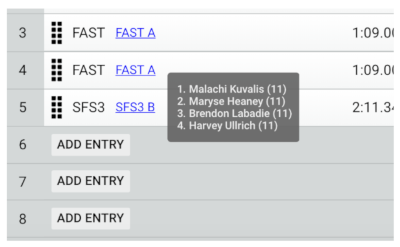 3 FAST FAST A 1:09.00
4 FAST FAST A 1:09.00
1. Malachi Kuvalis (11)
2. Maryse Heaney (11)
3. Brendon Labadie (11)
4. Harvey Ullrich (11)
5 SFS3 SFS3 B 2:11.34
6 ADD ENTRY
7 ADD ENTRY
8 ADD ENTRY